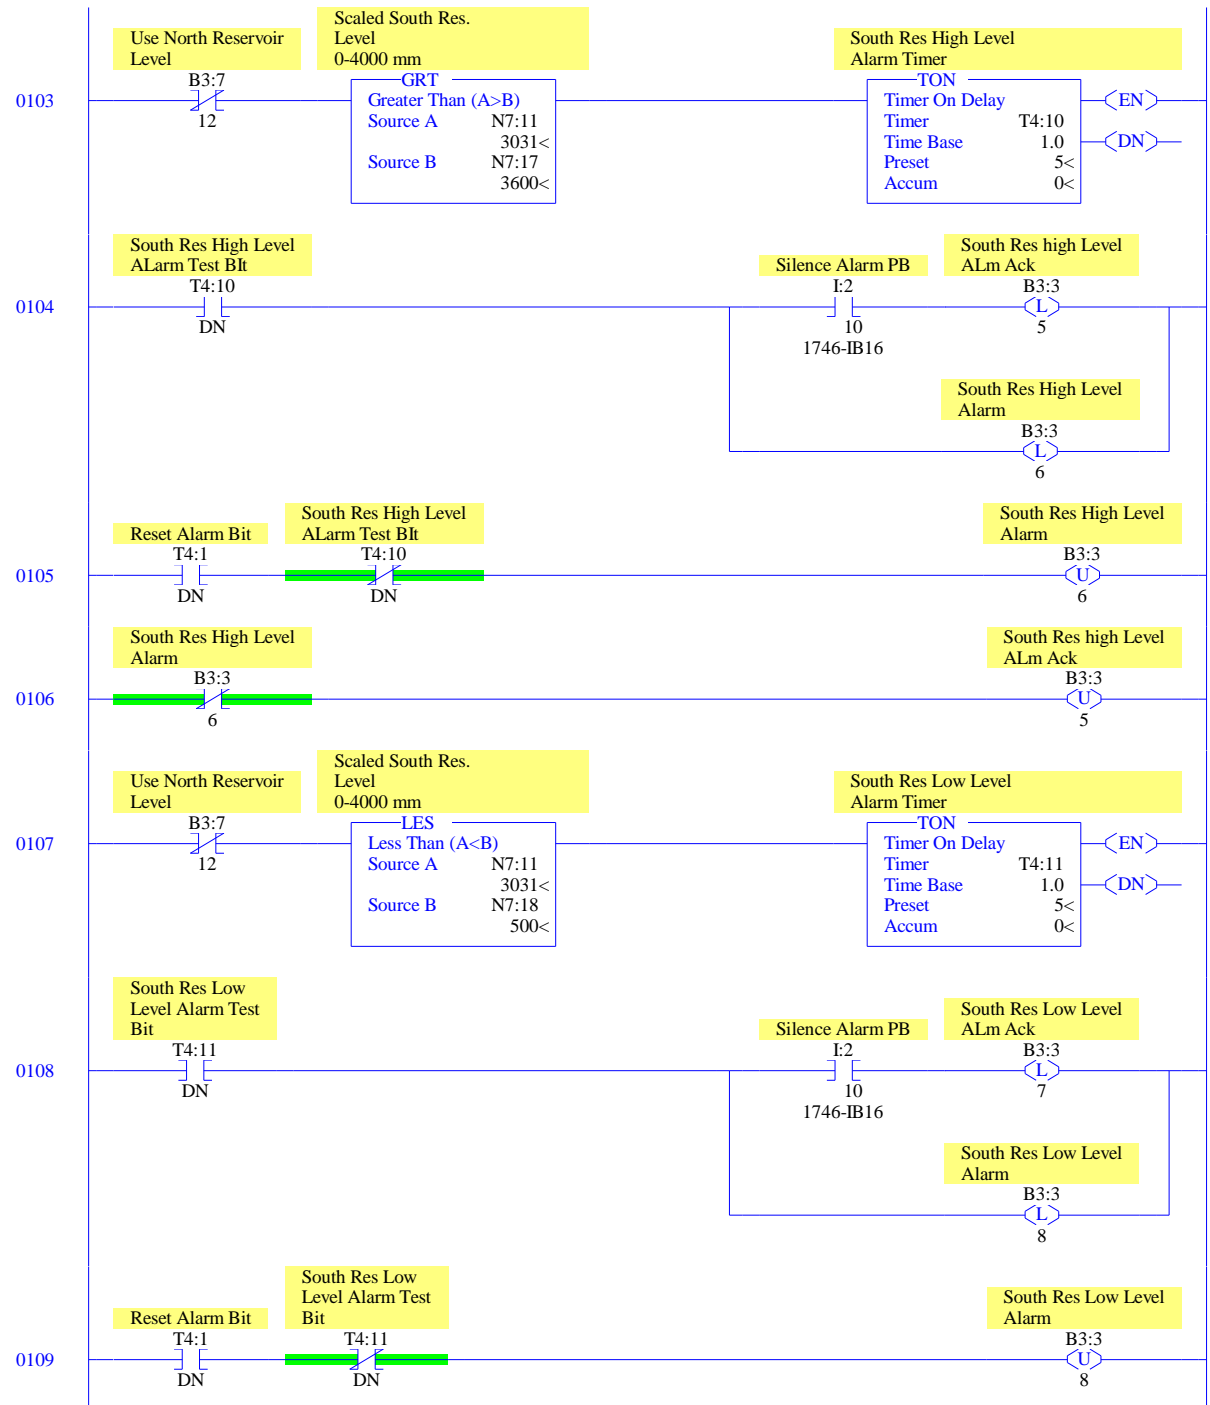 Scaled South Res.
Use North Reservoir Level South Res High Level
Level 0-4000 mm Alarm Timer
B3:7 GRT TON
0103 Greater Than (A>B) Timer On Delay EN
12 Source A N7:11 Timer T4:10
3031< Time Base 1.0 DN
Source B N7:17 Preset 5<
3600< Accum 0<
South Res High Level South Res high Level
ALarm Test BIt Silence Alarm PB ALm Ack
T4:10 I:2 B3:3
0104 L
DN 10 5
1746-IB16
South Res High Level
Alarm
B3:3
L
6
South Res High Level South Res High Level
Reset Alarm Bit ALarm Test BIt Alarm
T4:1 T4:10 B3:3
0105 U
DN DN 6
South Res High Level South Res high Level
Alarm ALm Ack
B3:3 B3:3
0106 U
6 5
Scaled South Res.
Use North Reservoir Level South Res Low Level
Level 0-4000 mm Alarm Timer
B3:7 LES TON
0107 Less Than (A<B) Timer On Delay EN
12 Source A N7:11 Timer T4:11
3031< Time Base 1.0 DN
Source B N7:18 Preset 5<
500< Accum 0<
South Res Low
Level Alarm Test South Res Low Level
Bit Silence Alarm PB ALm Ack
T4:11 I:2 B3:3
0108 L
DN 10 7
1746-IB16
South Res Low Level
Alarm
B3:3
L
8
South Res Low
Level Alarm Test South Res Low Level
Reset Alarm Bit Bit Alarm
T4:1 T4:11 B3:3
0109 U
DN DN 8